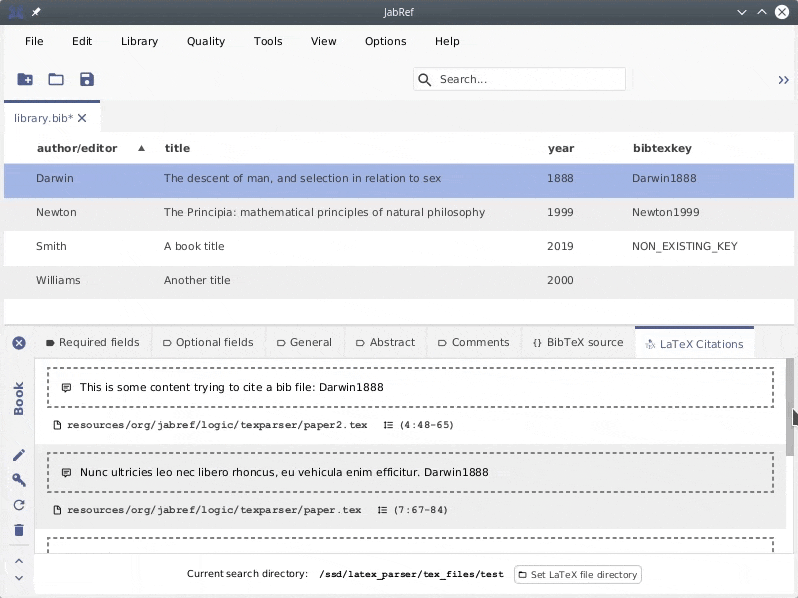 JabRef
File Edit Library Quality Tools View Options Help
Search...
library.bib*
author/editor title year bibtexkey
Darwin The descent of man, and selection in relation to sex 1888 Darwin1888
Newton The Principia: mathematical principles of natural philosophy 1999 Newton1999
Smith A book title 2019 NON_EXISTING_KEY
Williams Another title 2000
Required fields Optional fields General Abstract Comments {} BibTeX source LaTeX Citations
Book
This is some content trying to cite a bib file: Darwin1888
resources/org/jabref/logic/texparser/paper2.tex (4:48-65)
Nunc ultricies leo nec libero rhoncus, eu vehicula enim efficitur. Darwin1888
resources/org/jabref/logic/texparser/paper.tex (7:67-84)
Current search directory: /ssd/latex_parser/tex_files/test Set LaTeX file directory